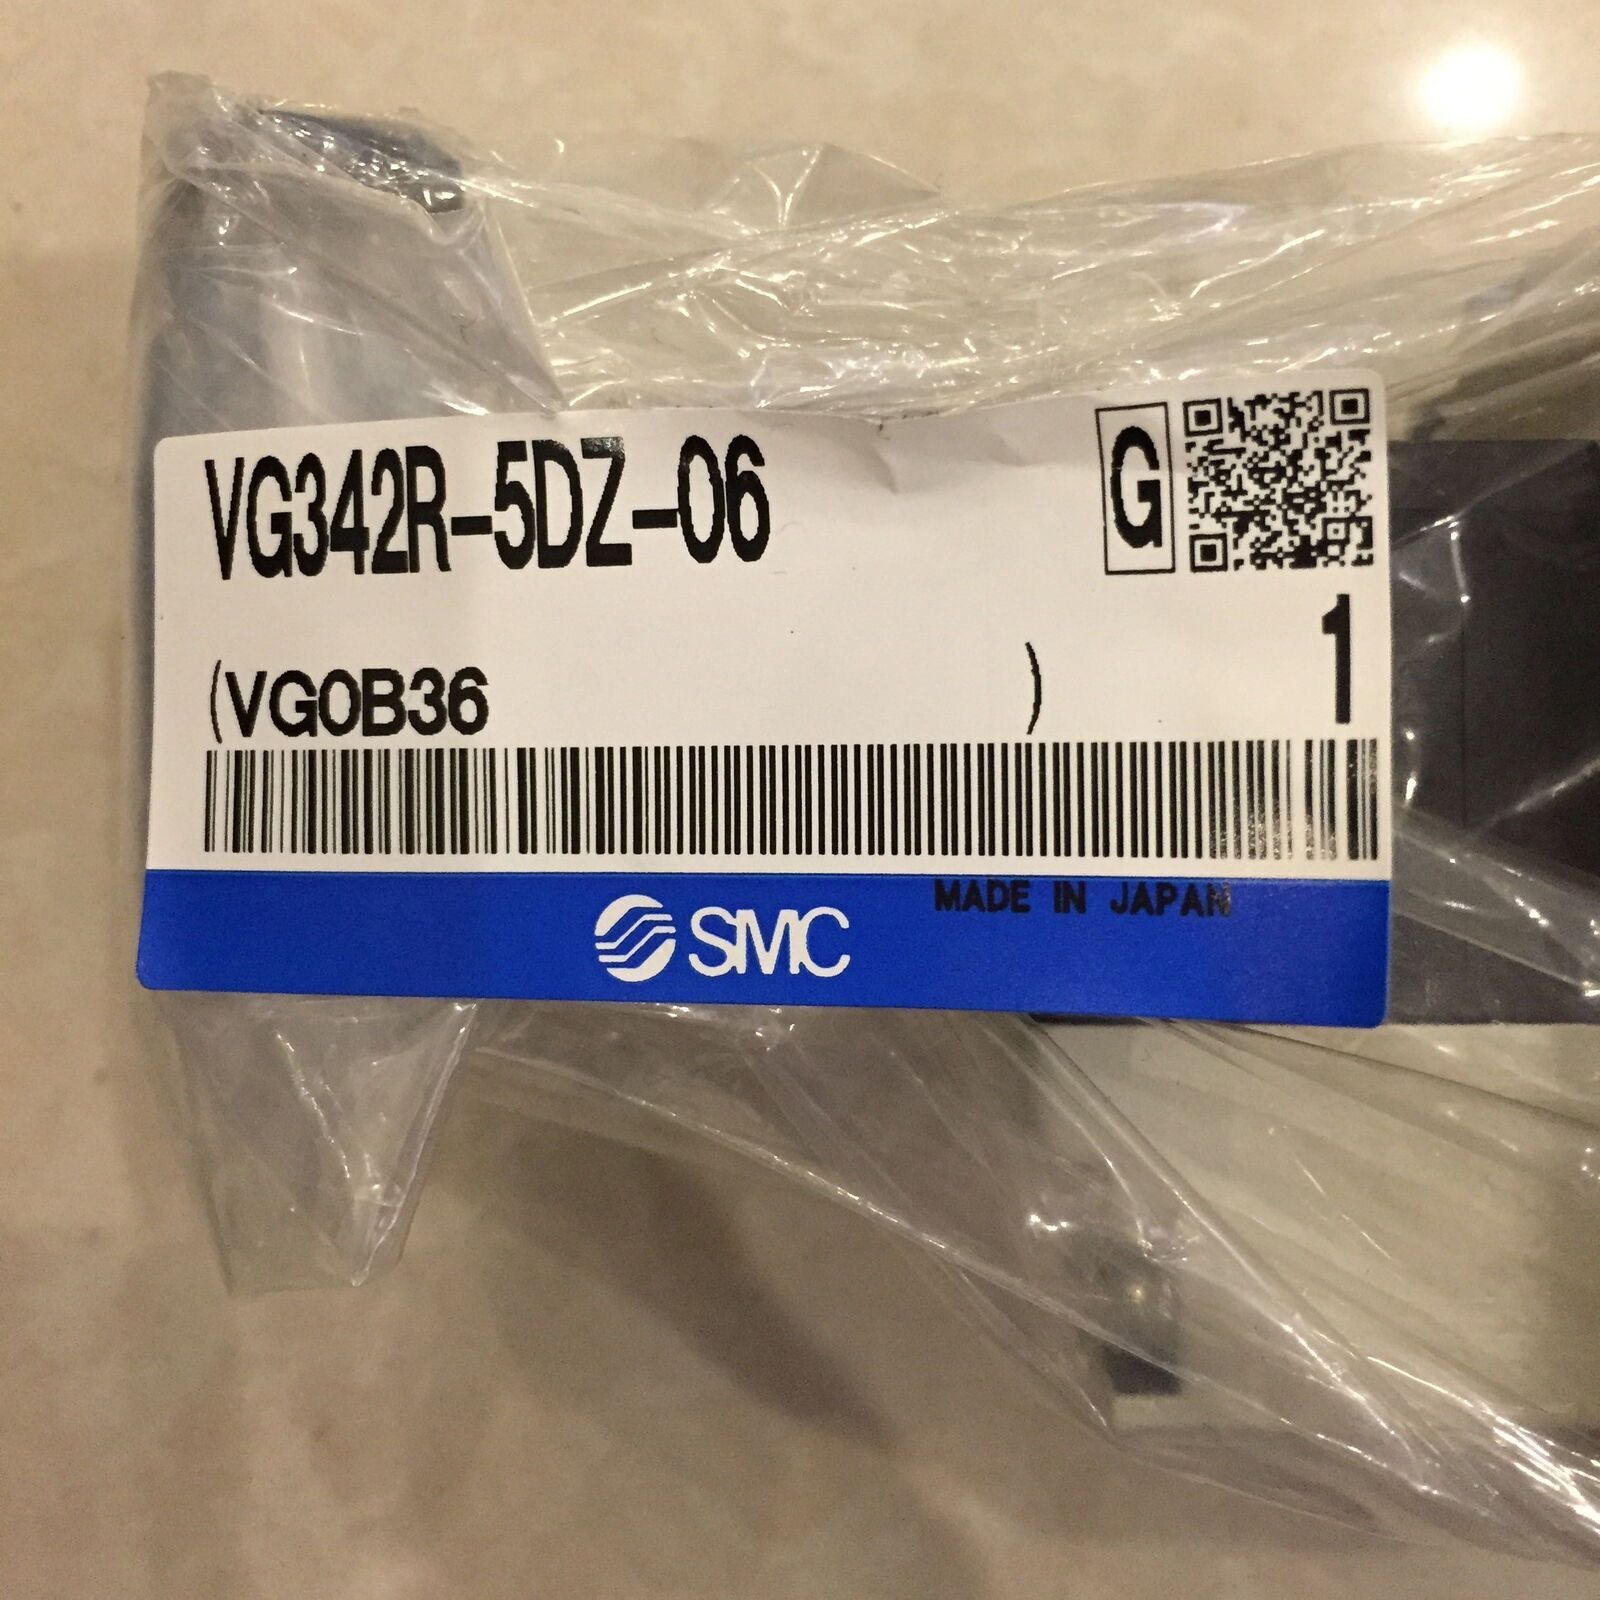 VG342R-5DZ-06
G
(VG0B36 )
1
MADE IN JAPAN
SMC